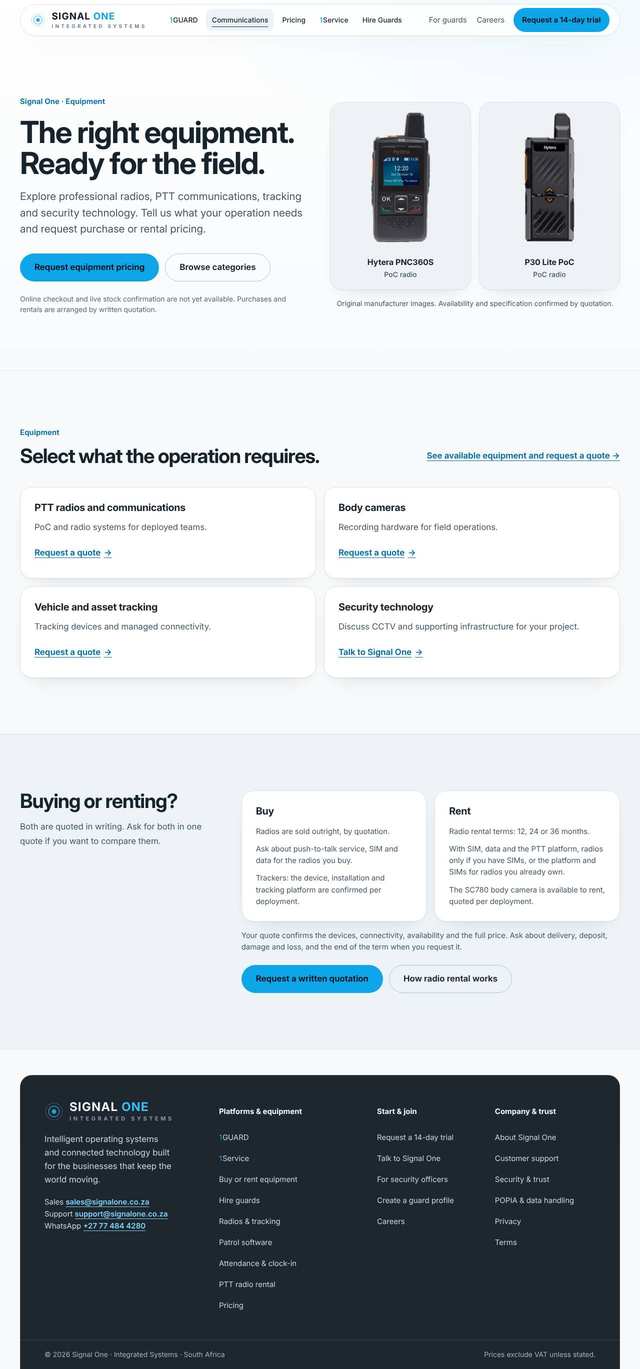 SIGNAL ONE
INTEGRATED SYSTEMS
1GUARD
Communications
Pricing
1Service
Hire Guards
For guards
Careers
Request a 14-day trial
Signal One · Equipment
The right equipment.
Ready for the field.
Explore professional radios, PTT communications, tracking
and security technology. Tell us what your operation needs
and request purchase or rental pricing.
Request equipment pricing
Browse categories
Online checkout and live stock confirmation are not yet available. Purchases and
rentals are arranged by written quotation.
Hytera
12:20
OK
Hytera PNC360S
PoC radio
Hytera
P30 Lite PoC
PoC radio
Original manufacturer images. Availability and specification confirmed by quotation.
Equipment
Select what the operation requires.
See available equipment and request a quote →
PTT radios and communications
PoC and radio systems for deployed teams.
Request a quote →
Body cameras
Recording hardware for field operations.
Request a quote →
Vehicle and asset tracking
Tracking devices and managed connectivity.
Request a quote →
Security technology
Discuss CCTV and supporting infrastructure for your project.
Talk to Signal One →
Buying or renting?
Both are quoted in writing. Ask for both in one
quote if you want to compare them.
Buy
Radios are sold outright, by quotation.
Ask about push-to-talk service, SIM and
data for the radios you buy.
Trackers: the device, installation and
tracking platform are confirmed per
deployment.
Rent
Radio rental terms: 12, 24 or 36 months.
With SIM, data and the PTT platform, radios
only if you have SIMs, or the platform and
SIMs for radios you already own.
The SC780 body camera is available to rent,
quoted per deployment.
Your quote confirms the devices, connectivity, availability and the full price. Ask about delivery, deposit,
damage and loss, and the end of the term when you request it.
Request a written quotation
How radio rental works
SIGNAL ONE
INTEGRATED SYSTEMS
Intelligent operating systems
and connected technology built
for the businesses that keep the
world moving.
Sales sales@signalone.co.za
Support support@signalone.co.za
WhatsApp +27 77 484 4280
Platforms & equipment
1GUARD
1Service
Buy or rent equipment
Hire guards
Radios & tracking
Patrol software
Attendance & clock-in
PTT radio rental
Pricing
Start & join
Request a 14-day trial
Talk to Signal One
For security officers
Create a guard profile
Careers
Company & trust
About Signal One
Customer support
Security & trust
POPIA & data handling
Privacy
Terms
© 2026 Signal One · Integrated Systems · South Africa
Prices exclude VAT unless stated.